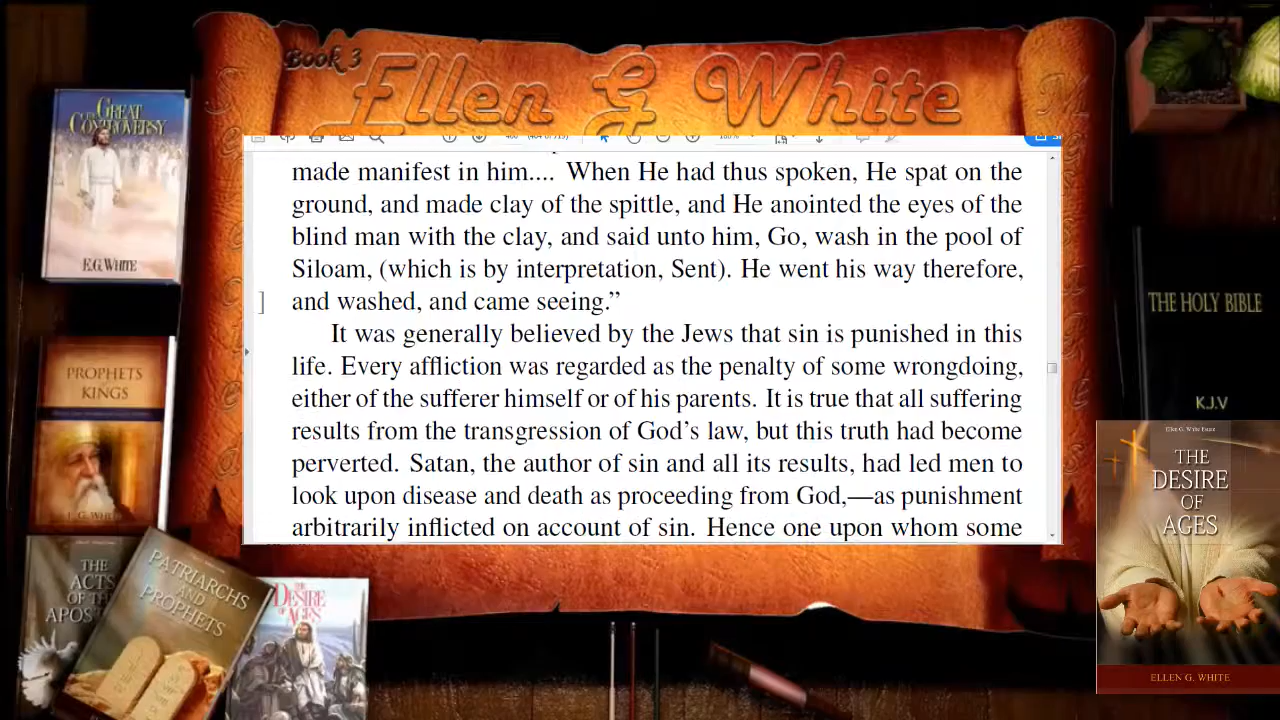 Book 3
Ellen G White
made manifest in him.... When He had thus spoken, He spat on the
ground, and made clay of the spittle, and He anointed the eyes of the
blind man with the clay, and said unto him, Go, wash in the pool of
Siloam, (which is by interpretation, Sent). He went his way therefore,
] and washed, and came seeing.”
It was generally believed by the Jews that sin is punished in this
life. Every affliction was regarded as the penalty of some wrongdoing,
either of the sufferer himself or of his parents. It is true that all suffering
results from the transgression of God’s law, but this truth had become
perverted. Satan, the author of sin and all its results, had led men to
look upon disease and death as proceeding from God,—as punishment
arbitrarily inflicted on account of sin. Hence one upon whom some
GREAT
CONTROVERSY
E.G. WHITE
PROPHETS
KINGS
THE
ACTS
OF THE
PATRIARCHS
AND
PROPHETS
THE
DESIRE
OF AGES
THE HOLY BIBLE
K.J.V
THE
DESIRE
OF
AGES
ELLEN G. WHITE